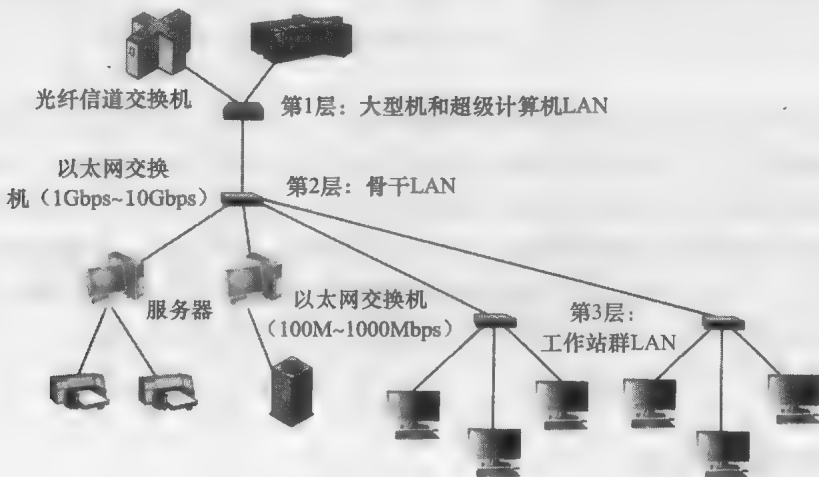 光纤信道交换机
第1层：大型机和超级计算机LAN
以太网交换
机（1Gbps~10Gbps）
第2层：骨干LAN
服务器
以太网交换机
（100M~1000Mbps）
第3层：
工作站群LAN